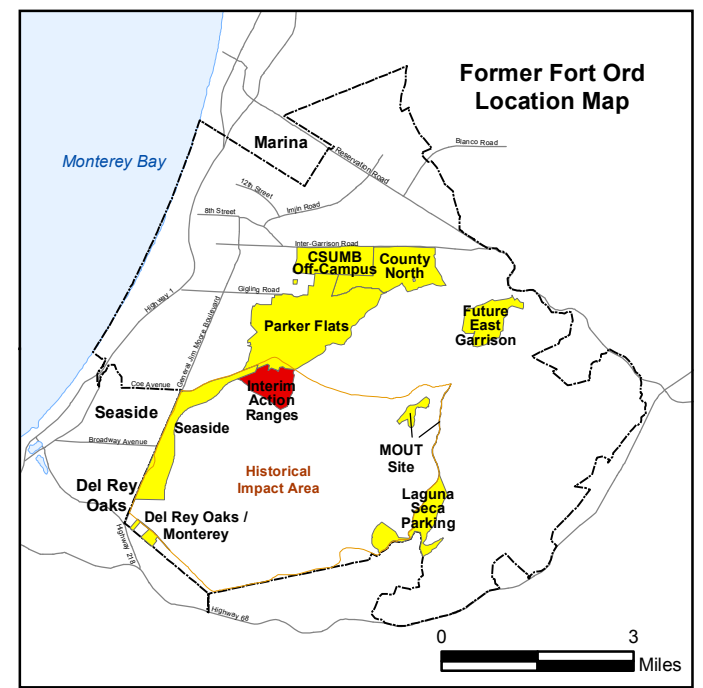 Former Fort Ord
Location Map
Marina
Blanco Road
Monterey Bay
Reservation Road
12th Street
Imjin Road
8th Street
Inter-Garrison Road
CSUMB
Off-Campus
County
North
Gigling Road
Highway 1
General Jim Moore Boulevard
Parker Flats
Future
East
Garrison
Coe Avenue
Interim
Action
Ranges
Seaside
Seaside
Broadway Avenue
MOUT
Site
Historical
Impact Area
Del Rey
Oaks
Laguna
Seca
Parking
Del Rey Oaks /
Monterey
Highway 218
Highway 68
0
3
Miles